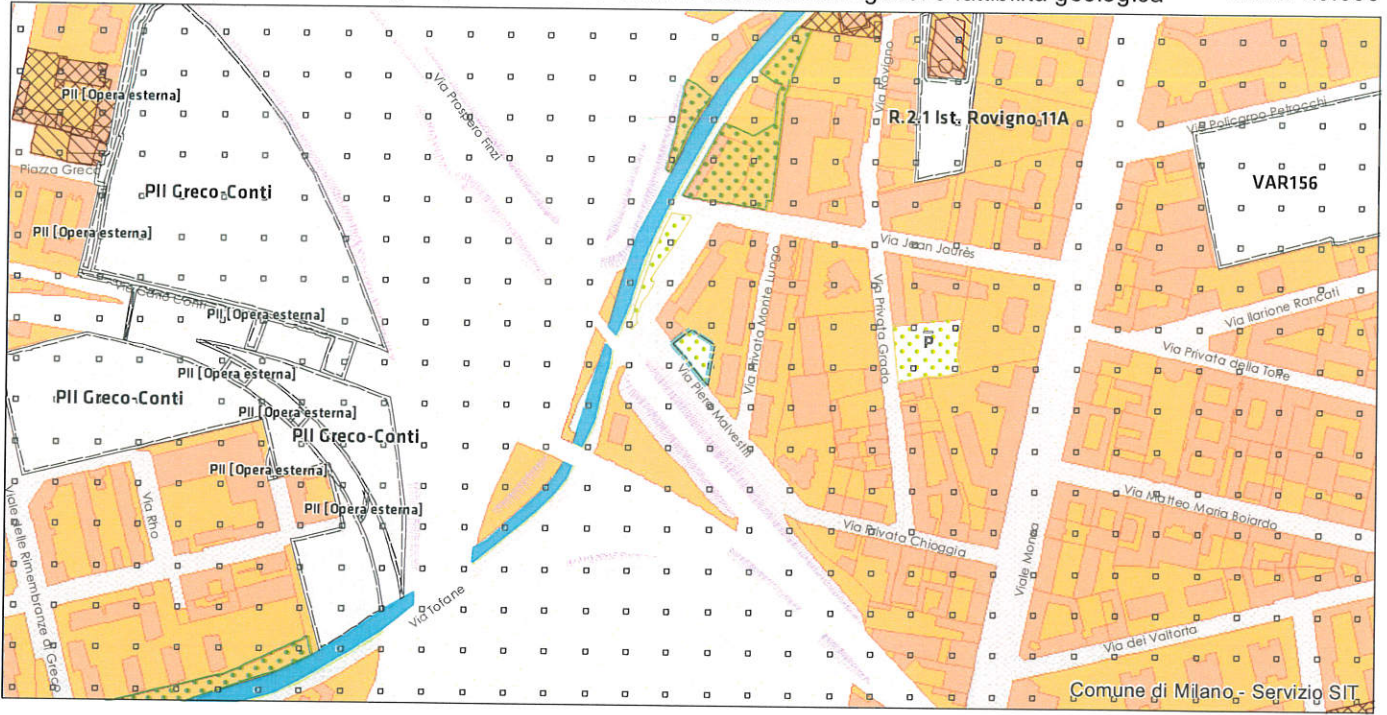 fattibilità geologica
PII [Opera esterna]
Via Prospero Finzi
Via Rovigno
R.2.1 Ist. Rovigno 11A
Via Policarpo Petrocchi
Piazza Greco
PII Greco-Conti
VAR156
PII [Opera esterna]
Via Jean Jaurès
Via Privata Monte Lungo
Via Carlo Conti
PII [Opera esterna]
Via Privata Grado
P
Via Ilarione Rancati
Via Privata della Torre
PII [Opera esterna]
PII Greco-Conti
PII [Opera esterna]
PII Greco-Conti
Via Piero Malvestiti
PII [Opera esterna]
PII [Opera esterna]
Via Rho
Viale delle Rimembranze di Greco
Via Matteo Maria Boiardo
Via Privata Chioggia
Viale Monza
Via Tofane
Via dei Valtorta
Comune di Milano - Servizio SIT